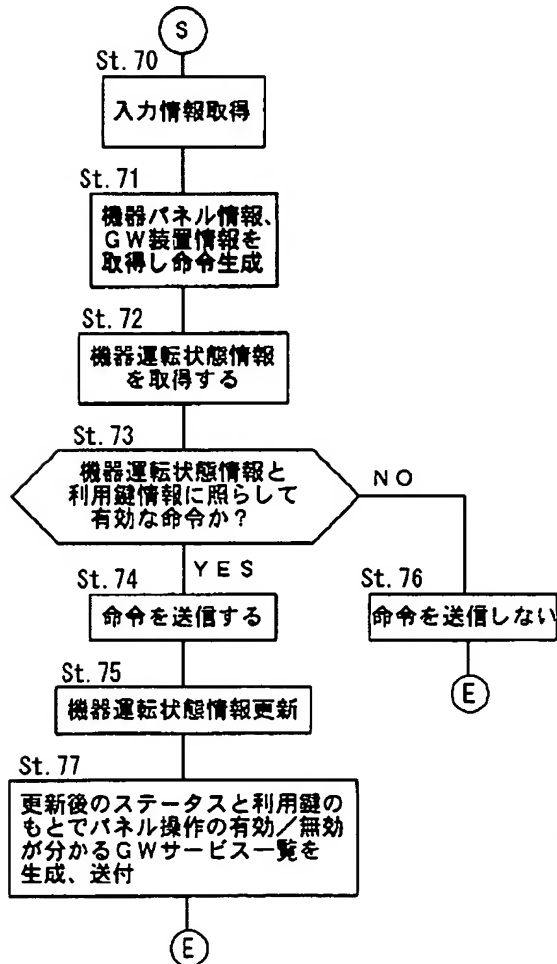 S
St. 70
入力情報取得
St. 71
機器パネル情報、
GW装置情報を
取得し命令生成
St. 72
機器運転状態情報
を取得する
St. 73
機器運転状態情報と
利用鍵情報に照らして
有効な命令か？
NO
YES
St. 74
命令を送信する
St. 76
命令を送信しない
E
St. 75
機器運転状態情報更新
St. 77
更新後のステータスと利用鍵の
もとでパネル操作の有効／無効
が分かるGWサービス一覧を
生成、送付
E